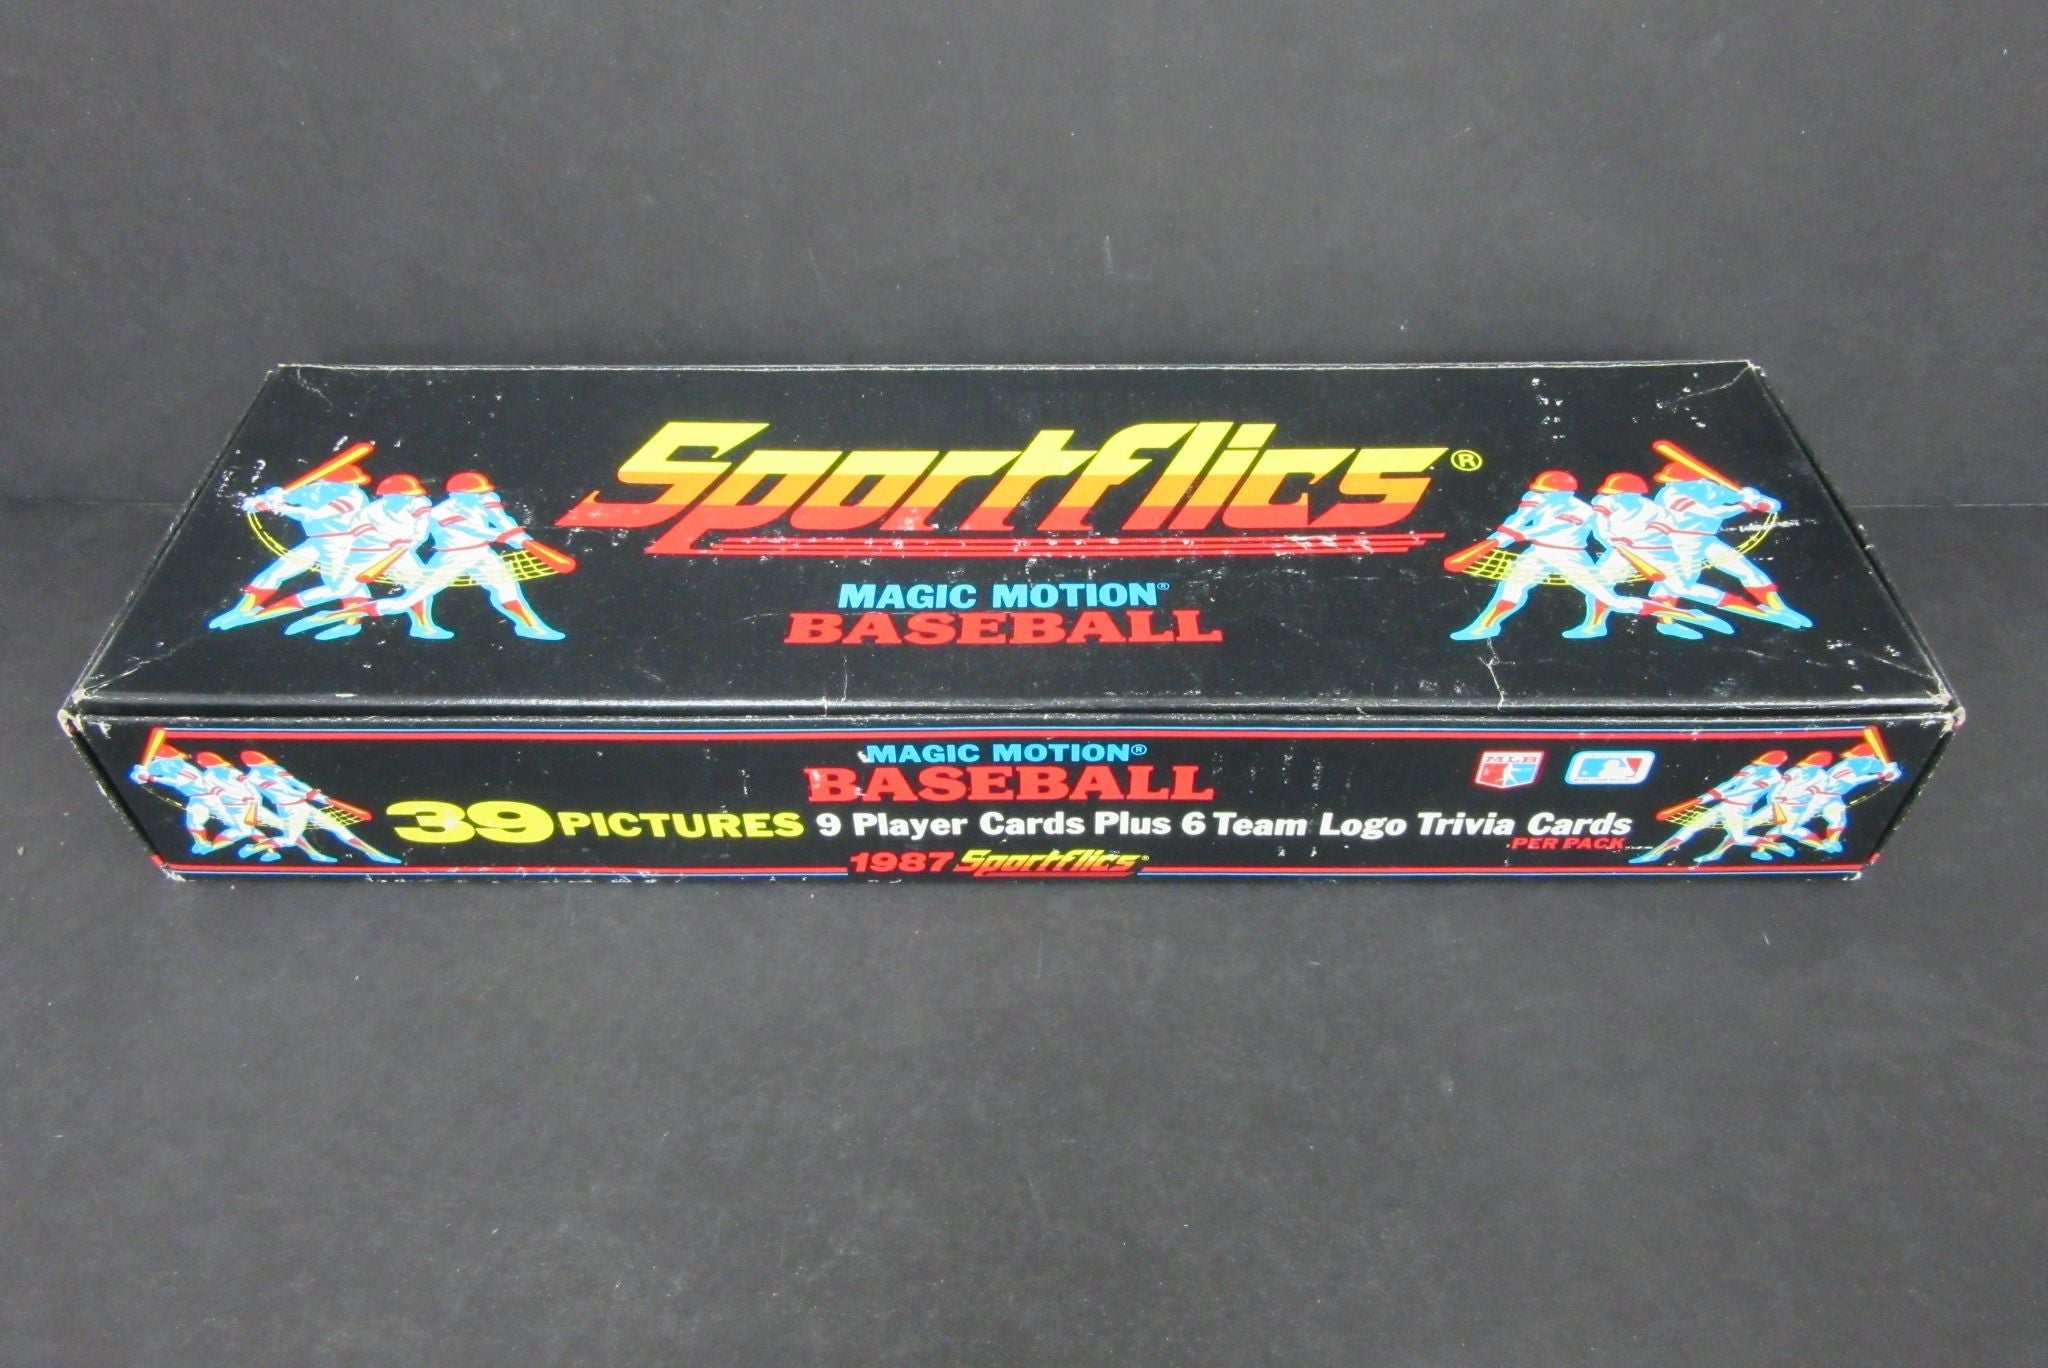 Sportflics®
MAGIC MOTION®
BASEBALL
MAGIC MOTION®
BASEBALL
MLB
39 PICTURES 9 Player Cards Plus 6 Team Logo Trivia Cards
PER PACK
1987 Sportflics®